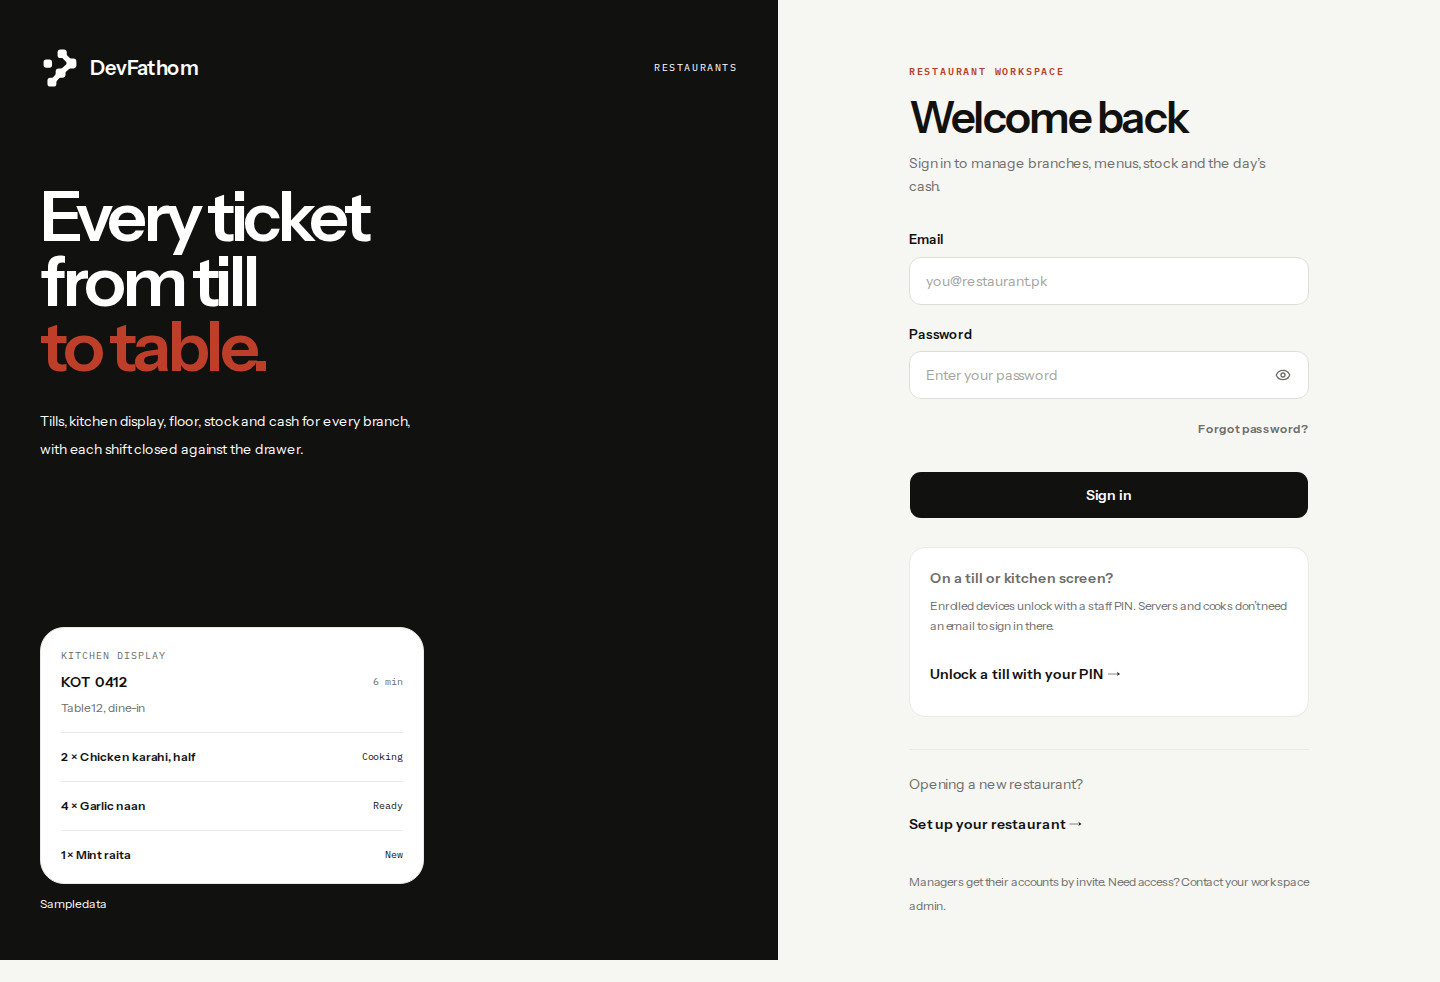 DevFathom
RESTAURANTS
Every ticket
from till
to table.
Tills, kitchen display, floor, stock and cash for every branch,
with each shift closed against the drawer.
KITCHEN DISPLAY
KOT 0412
6 min
Table 12, dine-in
2 × Chicken karahi, half
Cooking
4 × Garlic naan
Ready
1 × Mint raita
New
Sample data
RESTAURANT WORKSPACE
Welcome back
Sign in to manage branches, menus, stock and the day's
cash.
Email
you@restaurant.pk
Password
Enter your password
Forgot password?
Sign in
On a till or kitchen screen?
Enrolled devices unlock with a staff PIN. Servers and cooks don't need
an email to sign in there.
Unlock a till with your PIN →
Opening a new restaurant?
Set up your restaurant →
Managers get their accounts by invite. Need access? Contact your workspace
admin.